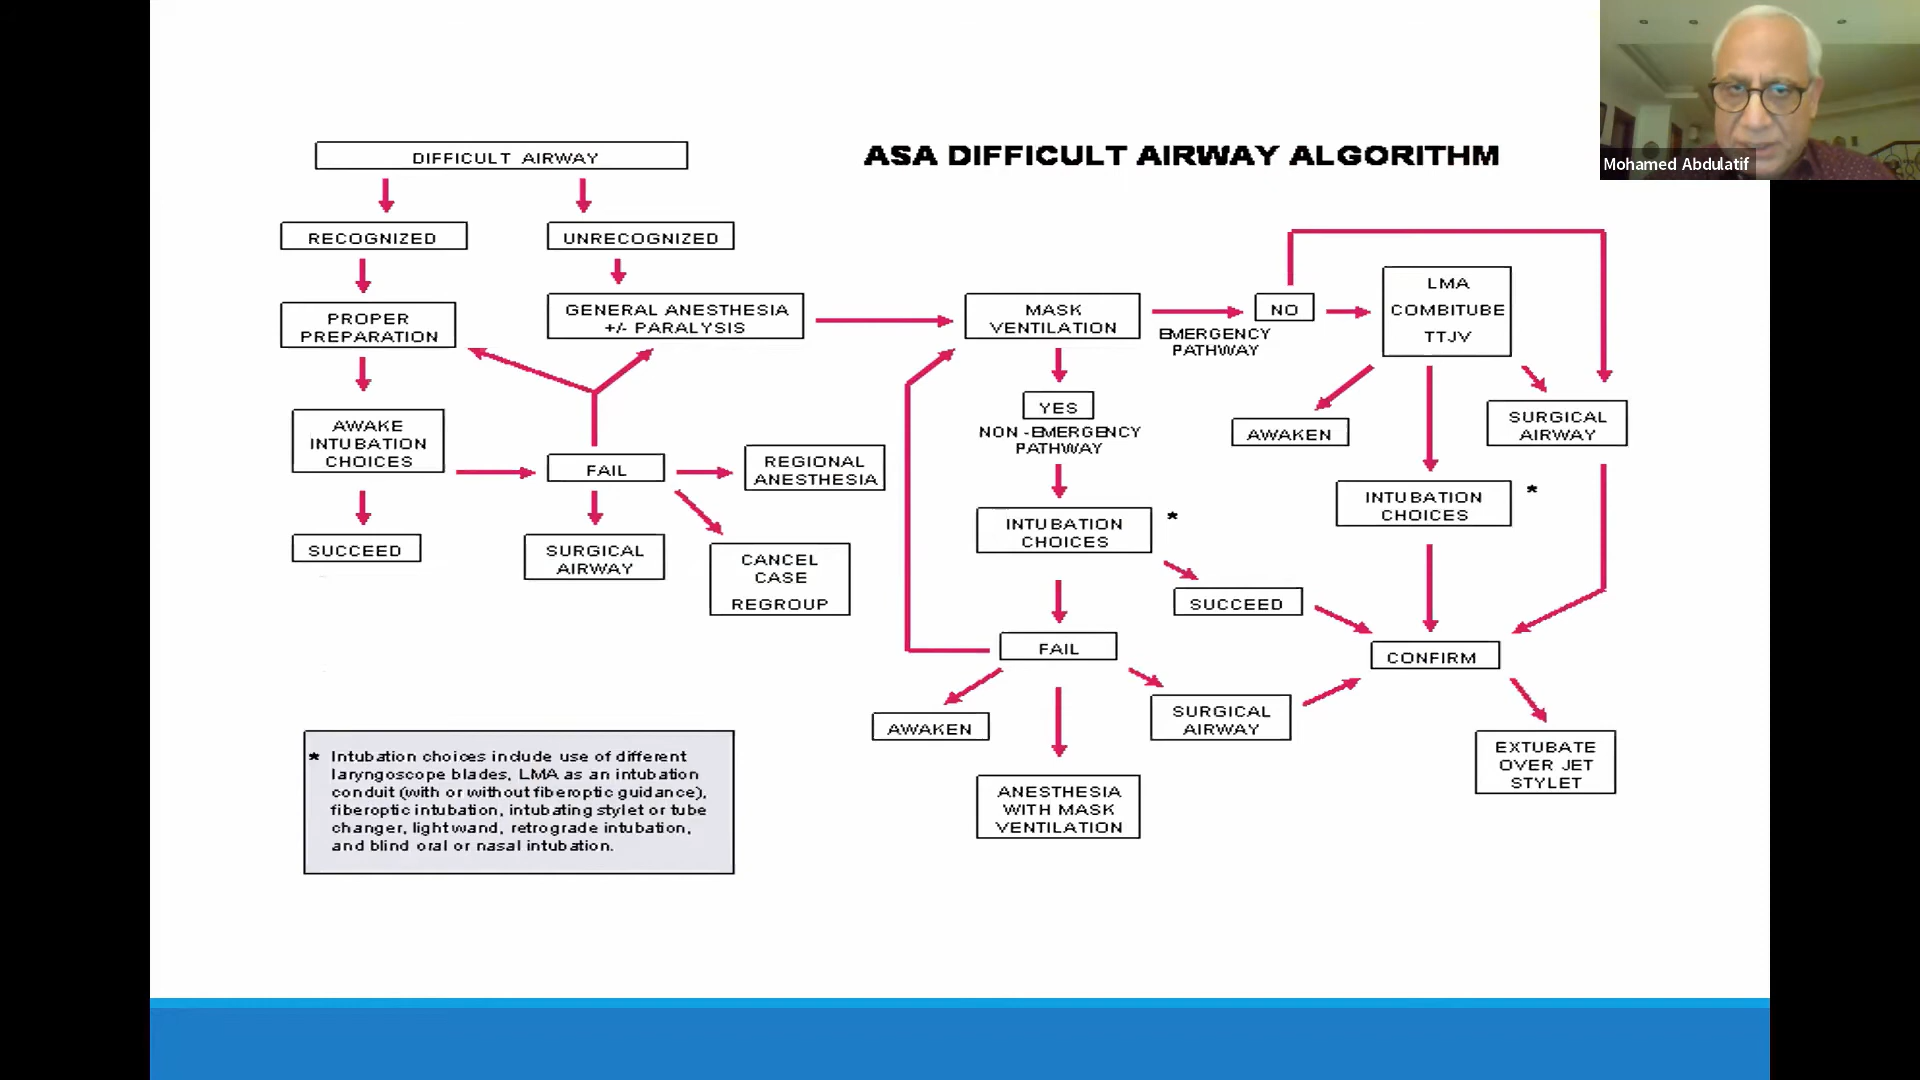 ASA DIFFICULT AIRWAY ALGORITHM
Mohamed Abdulatif
DIFFICULT AIRWAY
RECOGNIZED
UNRECOGNIZED
PROPER
PREPARATION
GENERAL ANESTHESIA
+/- PARALYSIS
AWAKE
INTUBATION
CHOICES
FAIL
REGIONAL
ANESTHESIA
SUCCEED
SURGICAL
AIRWAY
CANCEL
CASE
REGROUP
MASK
VENTILATION
EMERGENCY
PATHWAY
NO
LMA
COMBITUBE
TTJV
YES
NON-EMERGENCY
PATHWAY
AWAKEN
SURGICAL
AIRWAY
INTUBATION
CHOICES
*
INTUBATION
CHOICES
*
SUCCEED
FAIL
CONFIRM
AWAKEN
SURGICAL
AIRWAY
ANESTHESIA
WITH MASK
VENTILATION
EXTUBATE
OVER JET
STYLET
* Intubation choices include use of different
laryngoscope blades, LMA as an intubation
conduit (with or without fiberoptic guidance),
fiberoptic intubation, intubating stylet or tube
changer, light wand, retrograde intubation,
and blind oral or nasal intubation.